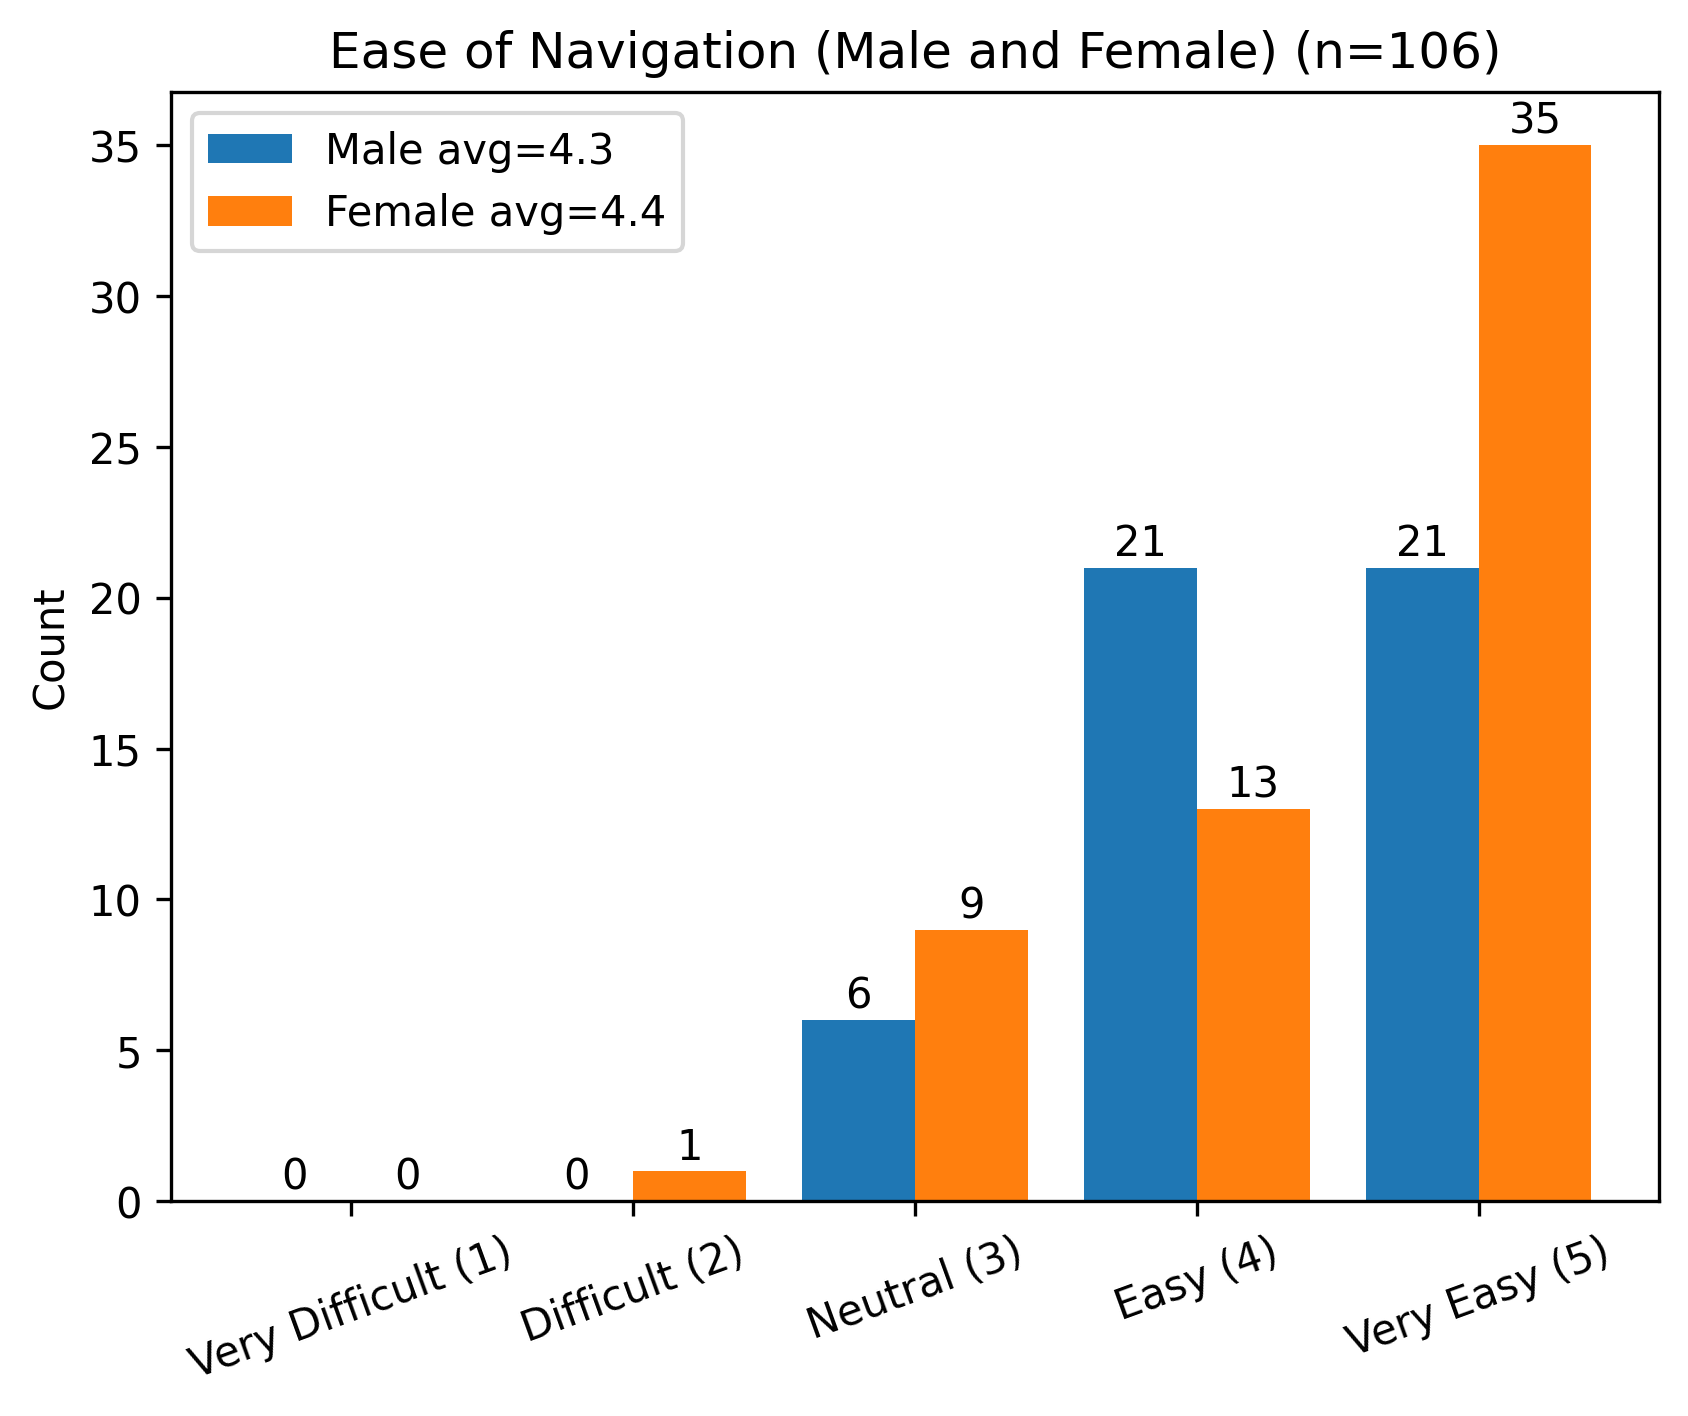 Ease of Navigation (Male and Female) (n=106)
Male avg=4.3
Female avg=4.4
Count
35
30
25
20
15
10
5
0
0
0
0
1
6
9
21
13
21
35
Very Difficult (1)
Difficult (2)
Neutral (3)
Easy (4)
Very Easy (5)